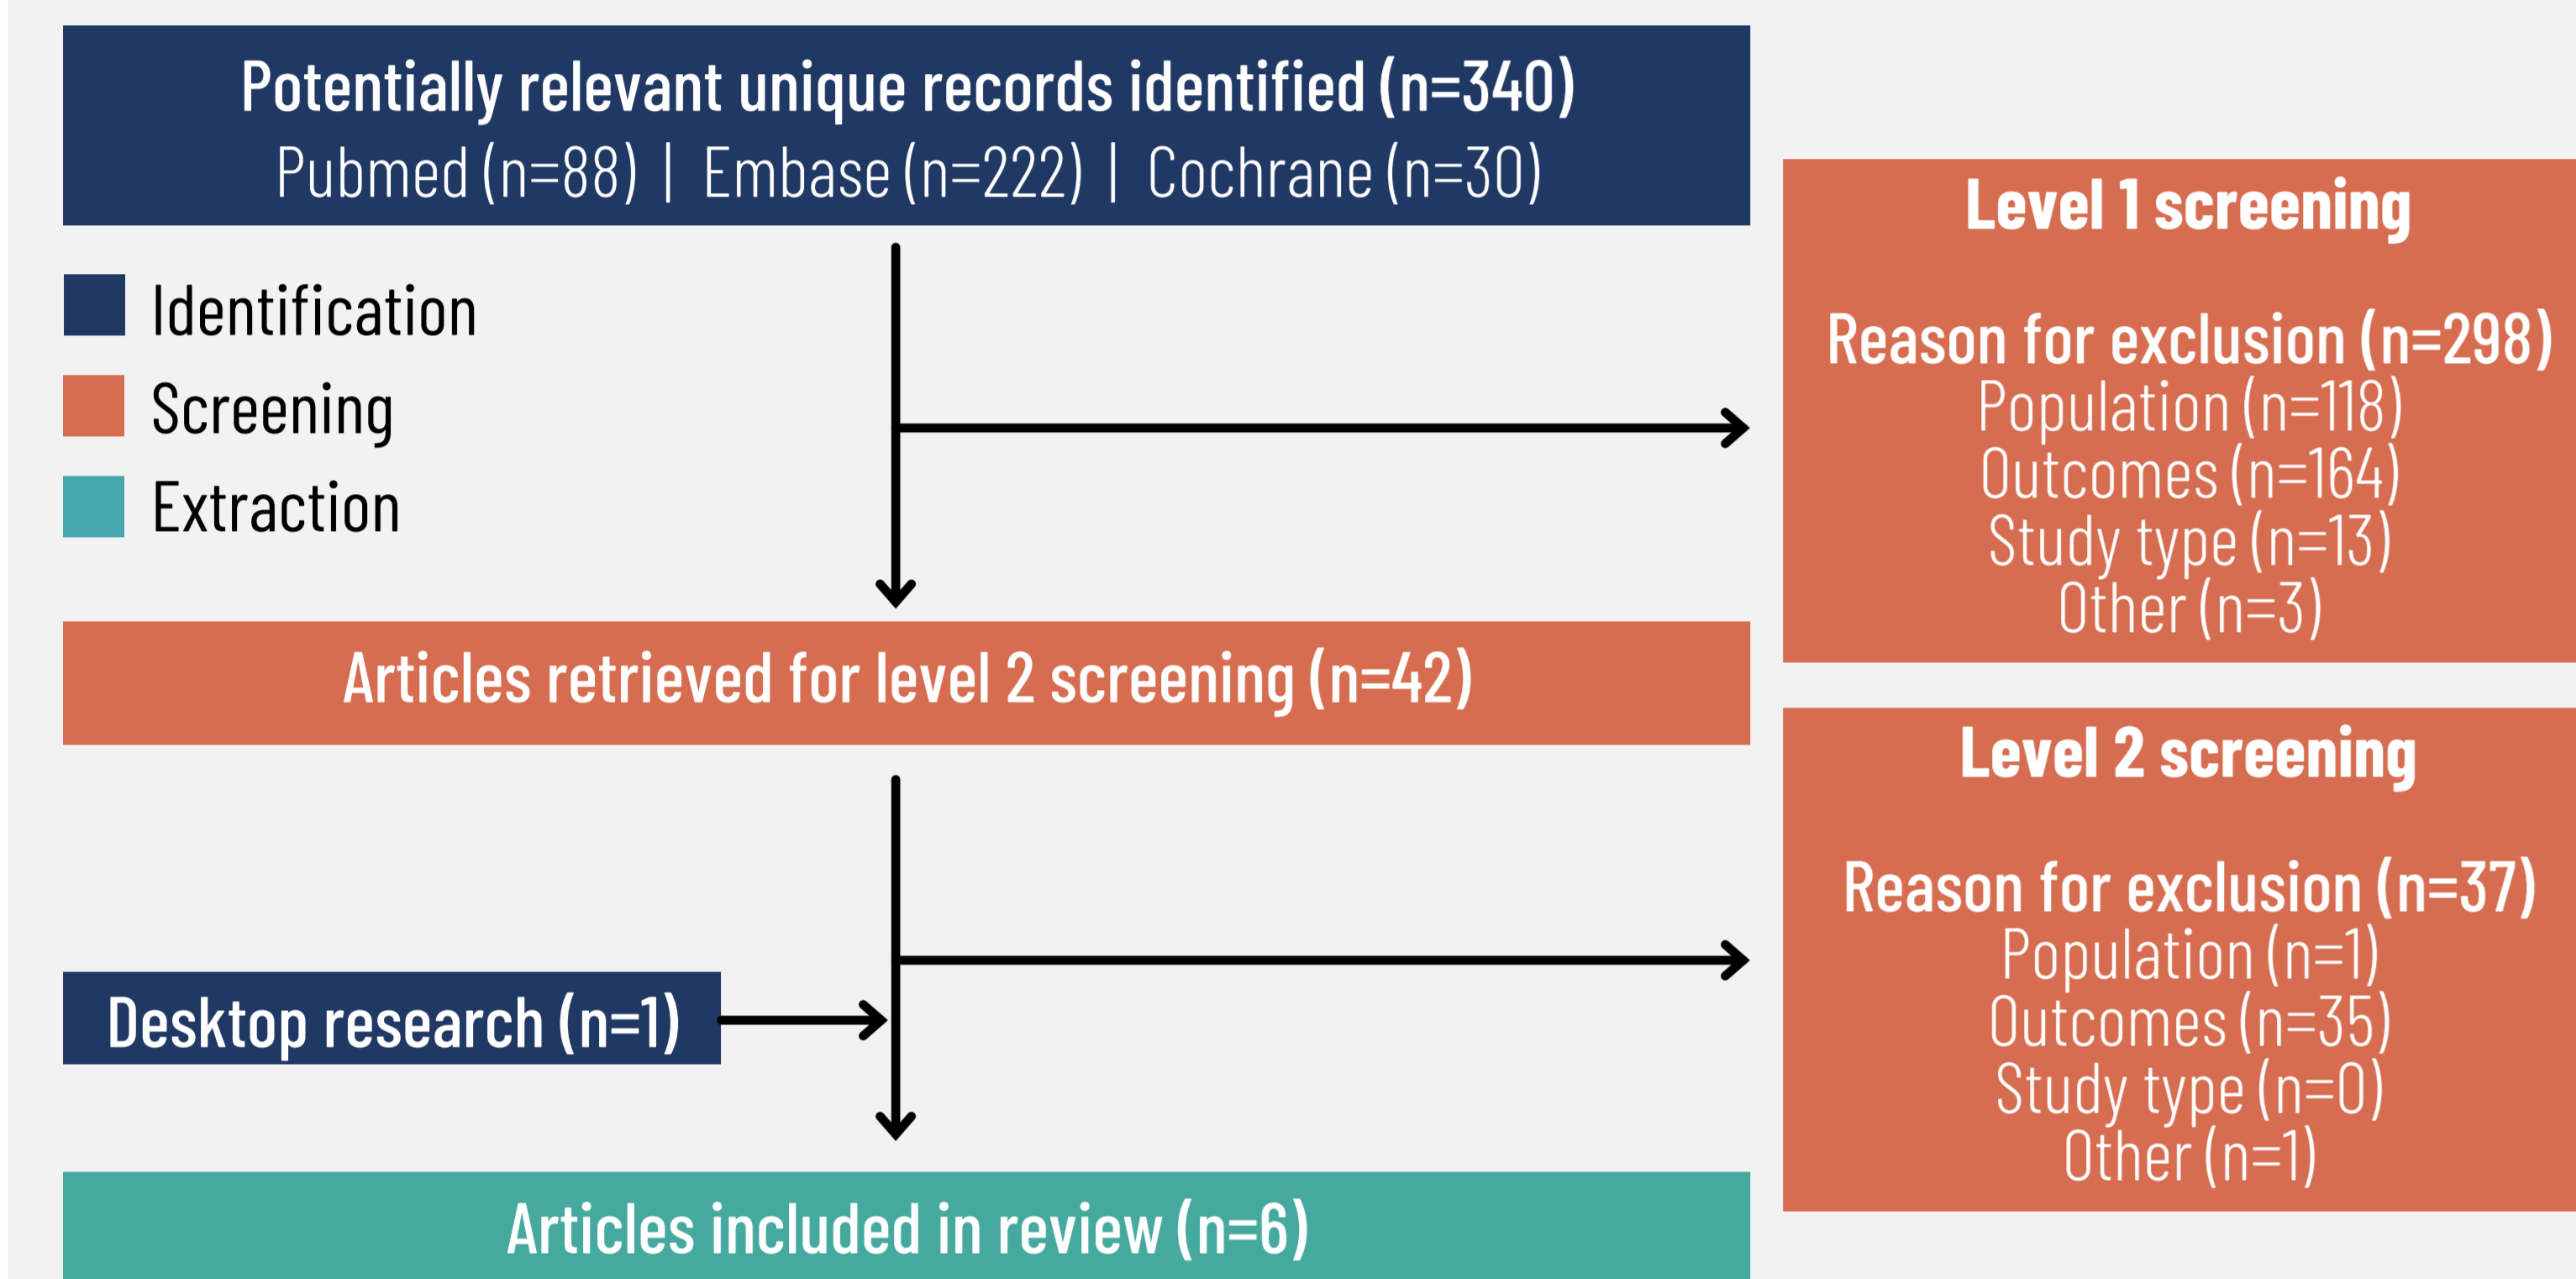 Potentially relevant unique records identified (n=340)
Pubmed (n=88) | Embase (n=222) | Cochrane (n=30)
Identification
Screening
Extraction
Level 1 screening
Reason for exclusion (n=298)
Population (n=118)
Outcomes (n=164)
Study type (n=13)
Other (n=3)
Articles retrieved for level 2 screening (n=42)
Level 2 screening
Reason for exclusion (n=37)
Population (n=1)
Outcomes (n=35)
Study type (n=0)
Other (n=1)
Desktop research (n=1)
Articles included in review (n=6)